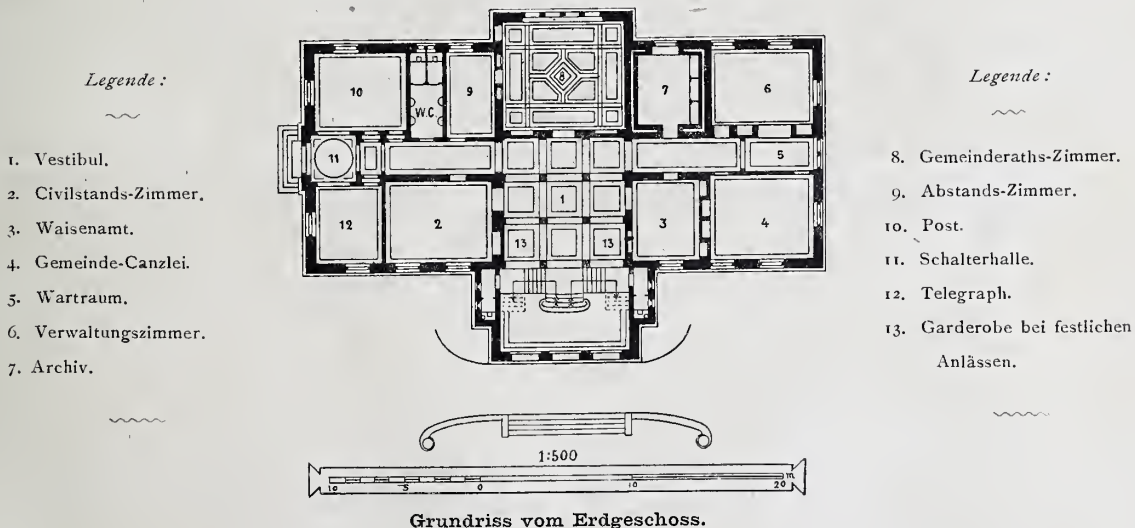 Legende :
1. Vestibul.
2. Civilstands-Zimmer.
3. Waisenamt.
4. Gemeinde-Canzlei.
5. Wartraum.
6. Verwaltungszimmer.
7. Archiv.
10
W.C.
9
8
7
6
11
5
12
2
1
3
4
13
13
1:500
10 5 0 10 20 m
Grundriss vom Erdgeschoss.
Legende :
8. Gemeinderaths-Zimmer.
9. Abstands-Zimmer.
10. Post.
11. Schalterhalle.
12. Telegraph.
13. Garderobe bei festlichen
Anlässen.